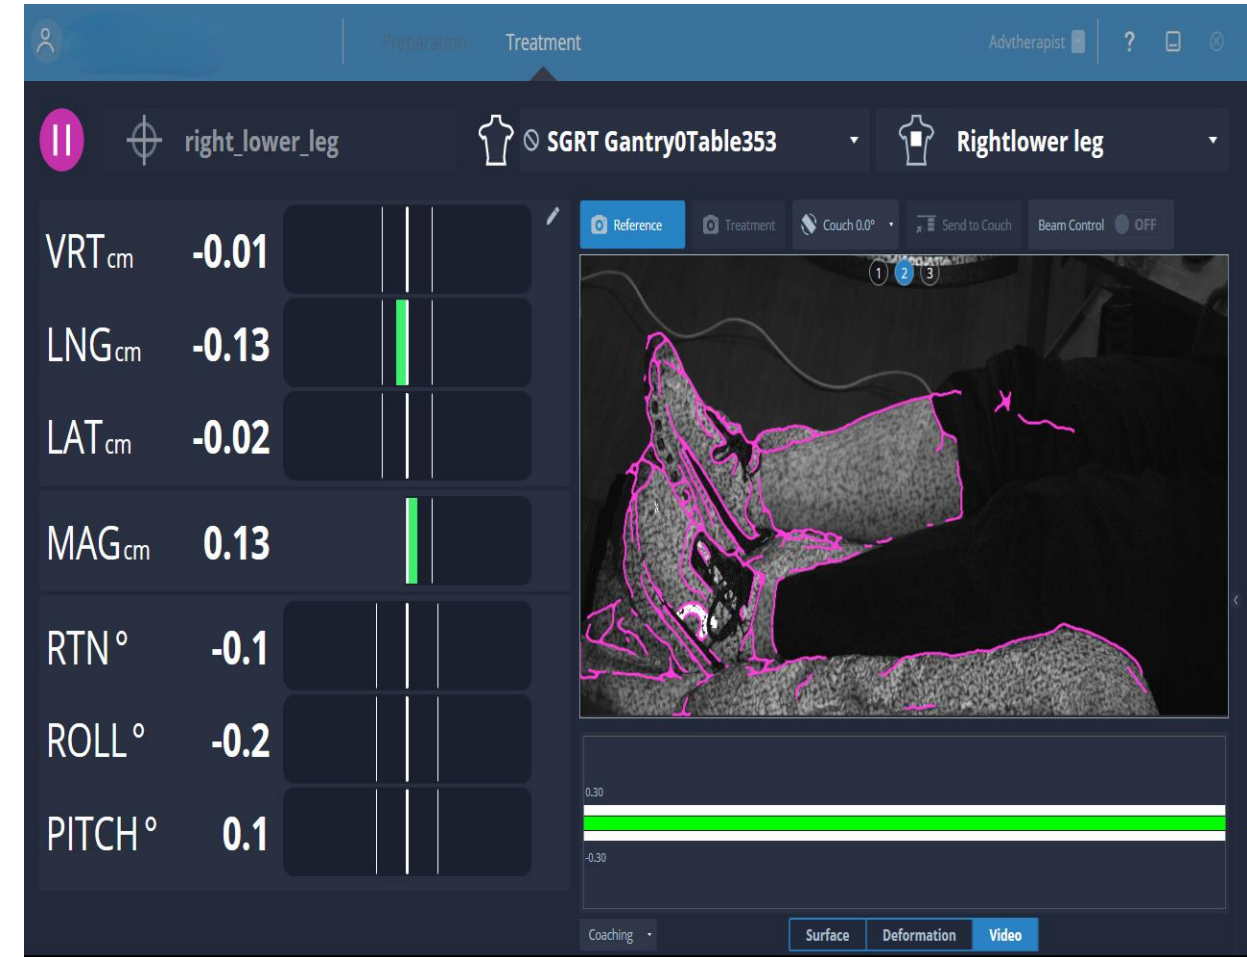 Preparation Treatment Advtherapist ?
right_lower_leg SGRT Gantry0Table353 Rightlower leg
Reference Treatment Couch 0.0° Send to Couch Beam Control OFF
1 2 3
VRT cm -0.01
LNG cm -0.13
LAT cm -0.02
MAG cm 0.13
RTN ° -0.1
ROLL ° -0.2
PITCH ° 0.1
0.30
-0.30
Coaching Surface Deformation Video